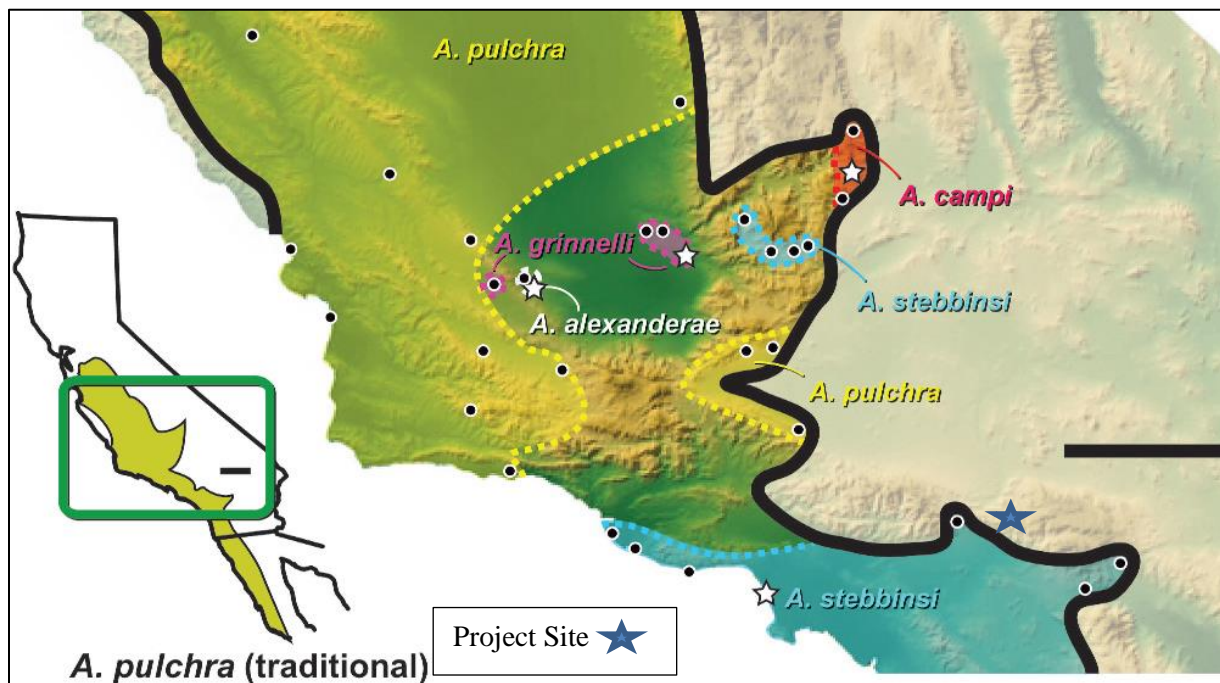 A. pulchra
A. campi
A. grinnelli
A. stebbinsi
A. alexanderae
A. pulchra
A. stebbinsi
Project Site
A. pulchra (traditional)